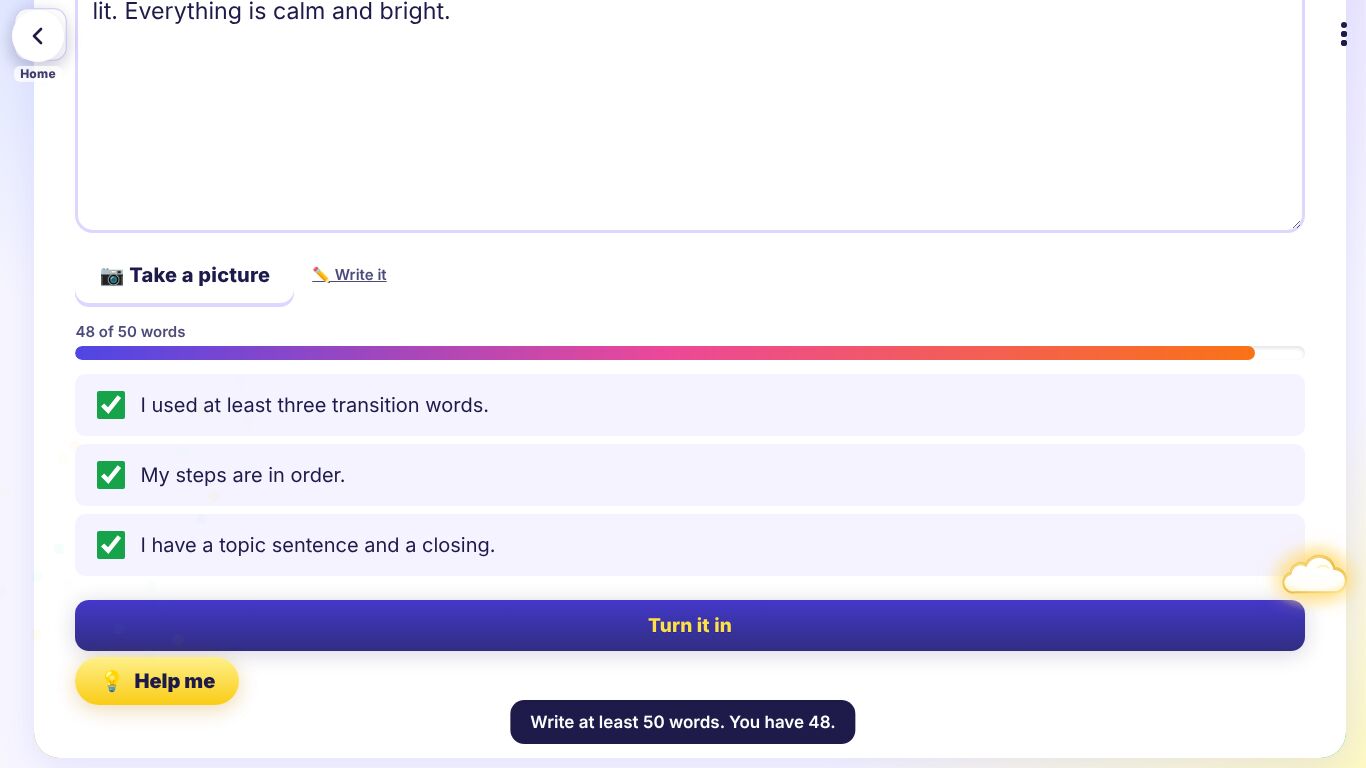 lit. Everything is calm and bright.
Home
Take a picture
Write it
48 of 50 words
I used at least three transition words.
My steps are in order.
I have a topic sentence and a closing.
Turn it in
Help me
Write at least 50 words. You have 48.